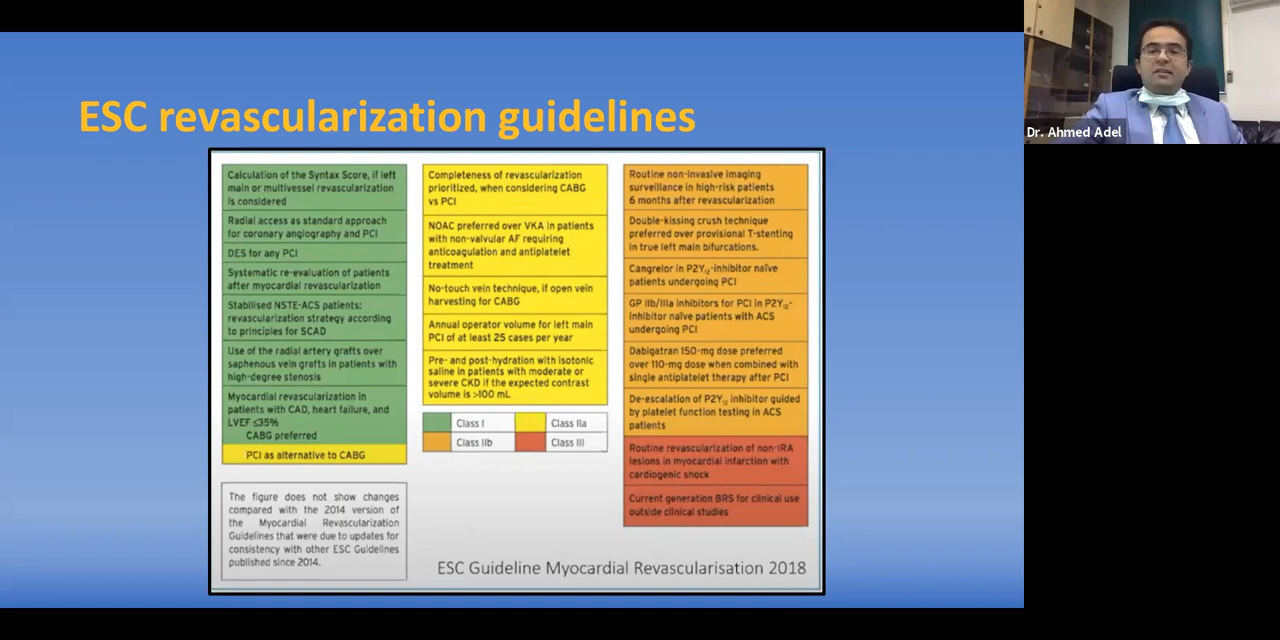 ESC revascularization guidelines
Calculation of the Syntax Score, if left
main or multivessel revascularization
is considered
Radial access as standard approach
for coronary angiography and PCI
DES for any PCI
Systematic re-evaluation of patients
after myocardial revascularization
Stabilised NSTE-ACS patients:
revascularization strategy according
to principles for SCAD
Use of the radial artery grafts over
saphenous vein grafts in patients with
high-degree stenosis
Myocardial revascularization in
patients with CAD, heart failure, and
LVEF ≤35%
CABG preferred
PCI as alternative to CABG
The figure does not show changes
compared with the 2014 version of
the Myocardial Revascularization
Guidelines that were due to updates for
consistency with other ESC Guidelines
published since 2014.
Completeness of revascularization
prioritized, when considering CABG
vs PCI
NOAC preferred over VKA in patients
with non-valvular AF requiring
anticoagulation and antiplatelet
treatment
No-touch vein technique, if open vein
harvesting for CABG
Annual operator volume for left main
PCI of at least 25 cases per year
Pre- and post-hydration with isotonic
saline in patients with moderate or
severe CKD if the expected contrast
volume is >100 mL
Class I
Class IIa
Class IIb
Class III
Routine non-invasive imaging
surveillance in high-risk patients
6 months after revascularization
Double-kissing crush technique
preferred over provisional T-stenting
in true left main bifurcations.
Cangrelor in P2Y₁₂-inhibitor naïve
patients undergoing PCI
GP IIb/IIIa inhibitors for PCI in P2Y₁₂-
inhibitor naïve patients with ACS
undergoing PCI
Dabigatran 150-mg dose preferred
over 110-mg dose when combined with
single antiplatelet therapy after PCI
De-escalation of P2Y₁₂ inhibitor guided
by platelet function testing in ACS
patients
Routine revascularization of non-IRA
lesions in myocardial infarction with
cardiogenic shock
Current generation BRS for clinical use
outside clinical studies
ESC Guideline Myocardial Revascularisation 2018
Dr. Ahmed Adel